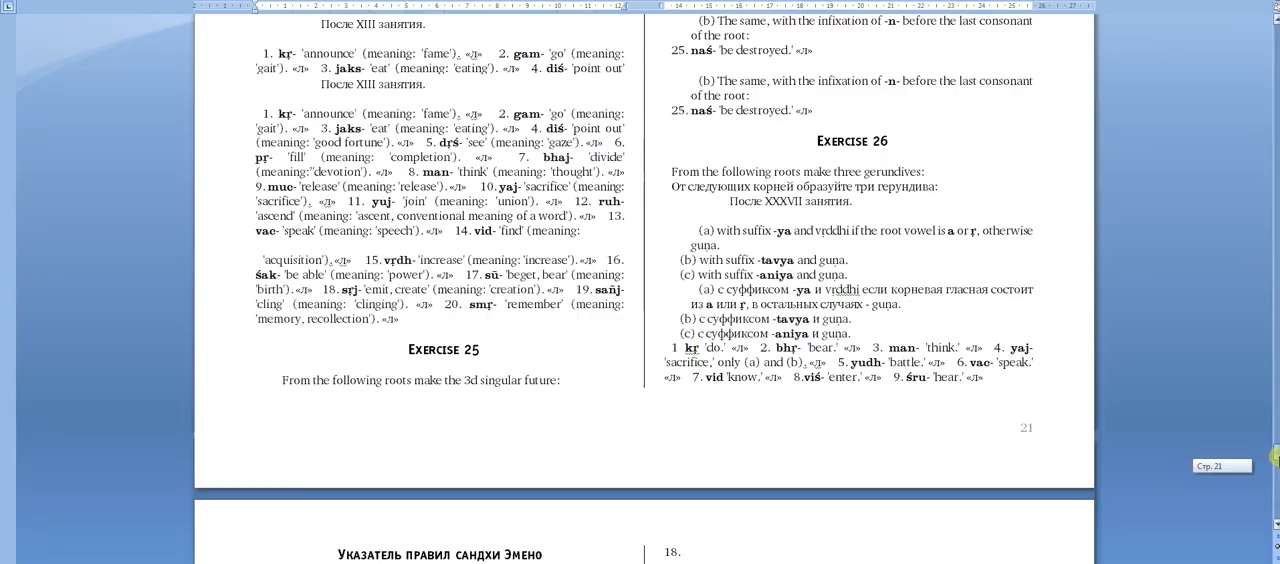 После XIII занятия.
1. kṛ- 'announce' (meaning: 'fame'). «л» 2. gam- 'go' (meaning:
'gait'). «л» 3. jaks- 'eat' (meaning: 'eating'). «л» 4. diś- 'point out'
После XIII занятия.
1. kṛ- 'announce' (meaning: 'fame'). «л» 2. gam- 'go' (meaning:
'gait'). «л» 3. jaks- 'eat' (meaning: 'eating'). «л» 4. diś- 'point out'
(meaning: 'good fortune'). «л» 5. dṛś- 'see' (meaning: 'gaze'). «л» 6.
pṛ- 'fill' (meaning: 'completion'). «л» 7. bhaj- 'divide'
(meaning:''devotion'). «л» 8. man- 'think' (meaning: 'thought'). «л»
9. muc- 'release' (meaning: 'release'). «л» 10. yaj- 'sacrifice' (meaning:
'sacrifice'). «л» 11. yuj- 'join' (meaning: 'union'). «л» 12. ruh-
'ascend' (meaning: 'ascent, conventional meaning of a word'). «л» 13.
vac- 'speak' (meaning: 'speech'). «л» 14. vid- 'find' (meaning:
'acquisition'). «л» 15. vṛdh- 'increase' (meaning: 'increase'). «л» 16.
śak- 'be able' (meaning: 'power'). «л» 17. sū- 'beget, bear' (meaning:
'birth'). «л» 18. sṛj- 'emit, create' (meaning: 'creation'). «л» 19. sañj-
'cling' (meaning: 'clinging'). «л» 20. smṛ- 'remember' (meaning:
'memory, recollection'). «л»
Exercise 25
From the following roots make the 3d singular future:
(b) The same, with the infixation of -n- before the last consonant
of the root:
25. naś- 'be destroyed.' «л»
(b) The same, with the infixation of -n- before the last consonant
of the root:
25. naś- 'be destroyed.' «л»
Exercise 26
From the following roots make three gerundives:
От следующих корней образуйте три герундива:
После XXXVII занятия.
(a) with suffix -ya and vṛddhi if the root vowel is a or ṛ, otherwise
guṇa.
(b) with suffix -tavya and guṇa.
(c) with suffix -aniya and guṇa.
(a) с суффиксом -ya и vṛddhi если корневая гласная состоит
из a или ṛ, в остальных случаях - guṇa.
(b) с суффиксом -tavya и guṇa.
(c) с суффиксом -aniya и guṇa.
1 kṛ 'do.' «л» 2. bhṛ- 'bear.' «л» 3. man- 'think.' «л» 4. yaj-
'sacrifice,' only (a) and (b). «л» 5. yudh- 'battle.' «л» 6. vac- 'speak.'
«л» 7. vid 'know.' «л» 8.viś- 'enter.' «л» 9. śru- 'hear.' «л»
21
Стр. 21
Указатель правил сандхи Эмено
18.